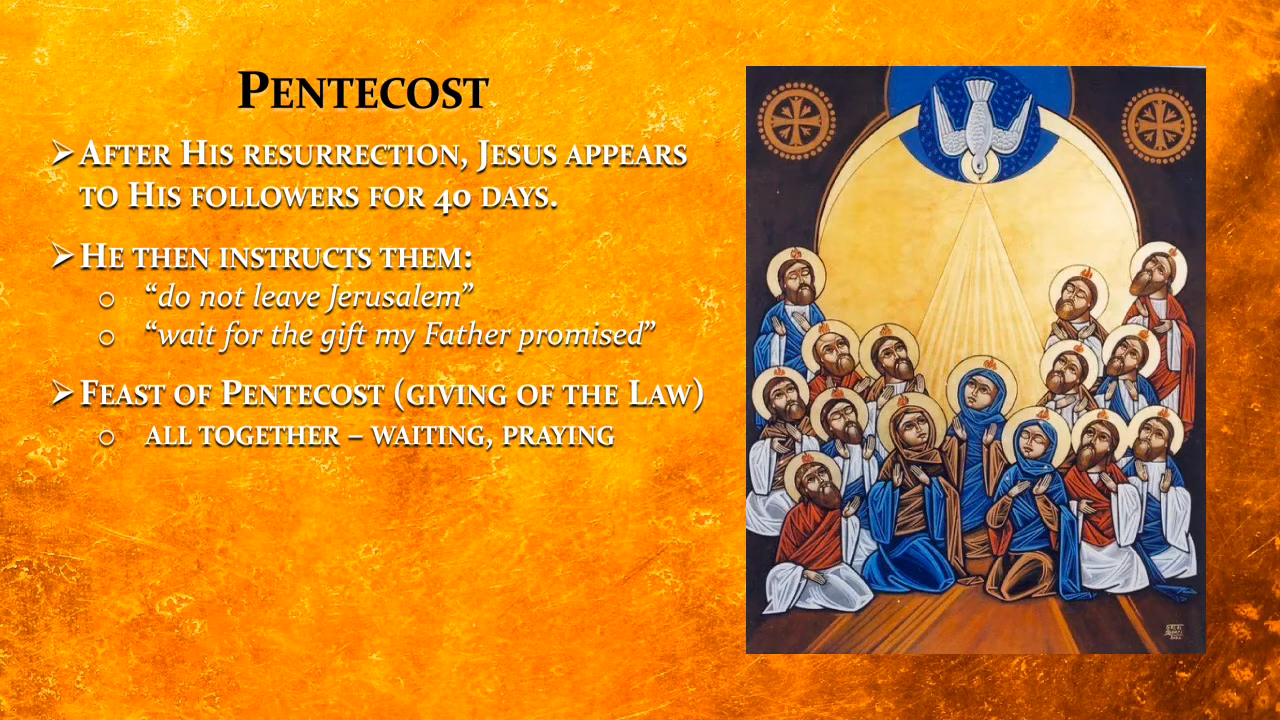 Pentecost
➢ After His resurrection, Jesus appears
to His followers for 40 days.
➢ He then instructs them:
o “do not leave Jerusalem”
o “wait for the gift my Father promised”
➢ Feast of Pentecost (giving of the Law)
o all together – waiting, praying